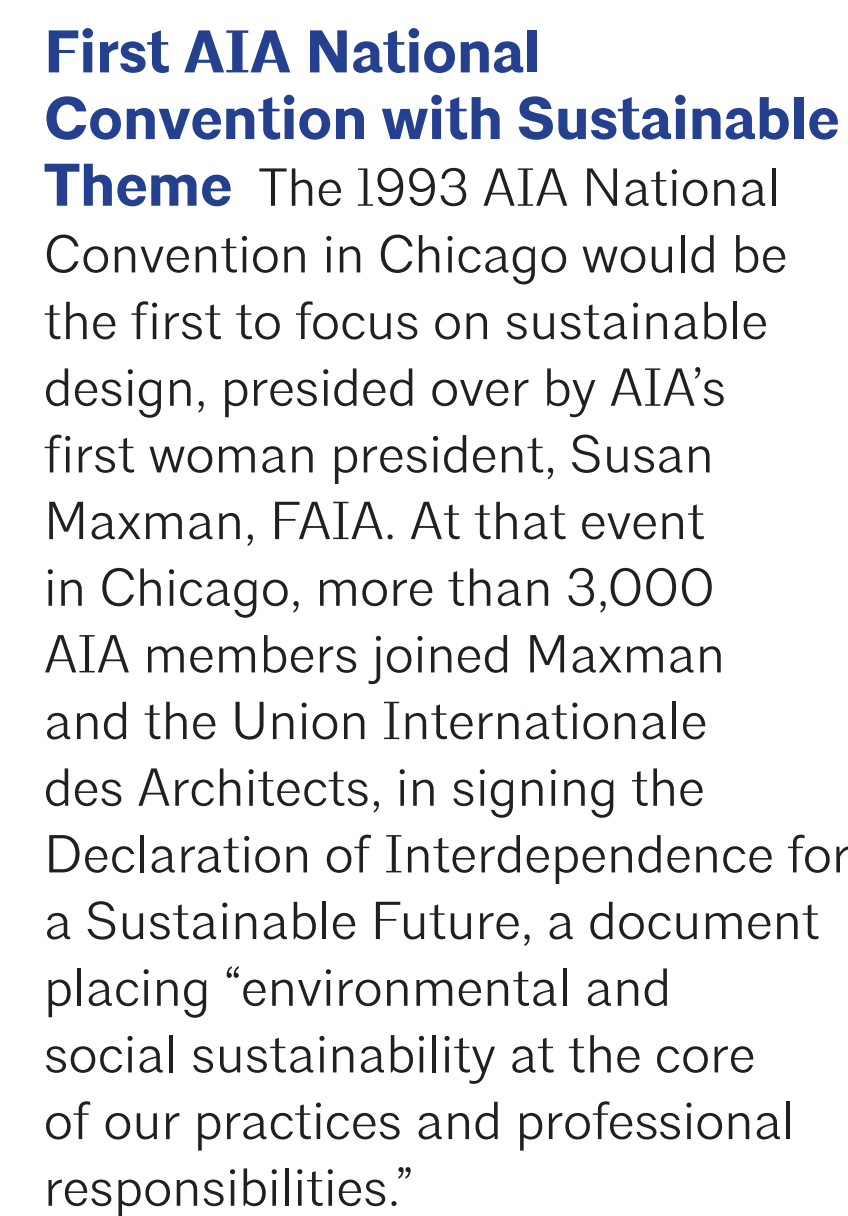 First AIA National
Convention with Sustainable
Theme The 1993 AIA National
Convention in Chicago would be
the first to focus on sustainable
design, presided over by AIA’s
first woman president, Susan
Maxman, FAIA. At that event
in Chicago, more than 3,000
AIA members joined Maxman
and the Union Internationale
des Architects, in signing the
Declaration of Interdependence for
a Sustainable Future, a document
placing “environmental and
social sustainability at the core
of our practices and professional
responsibilities.”